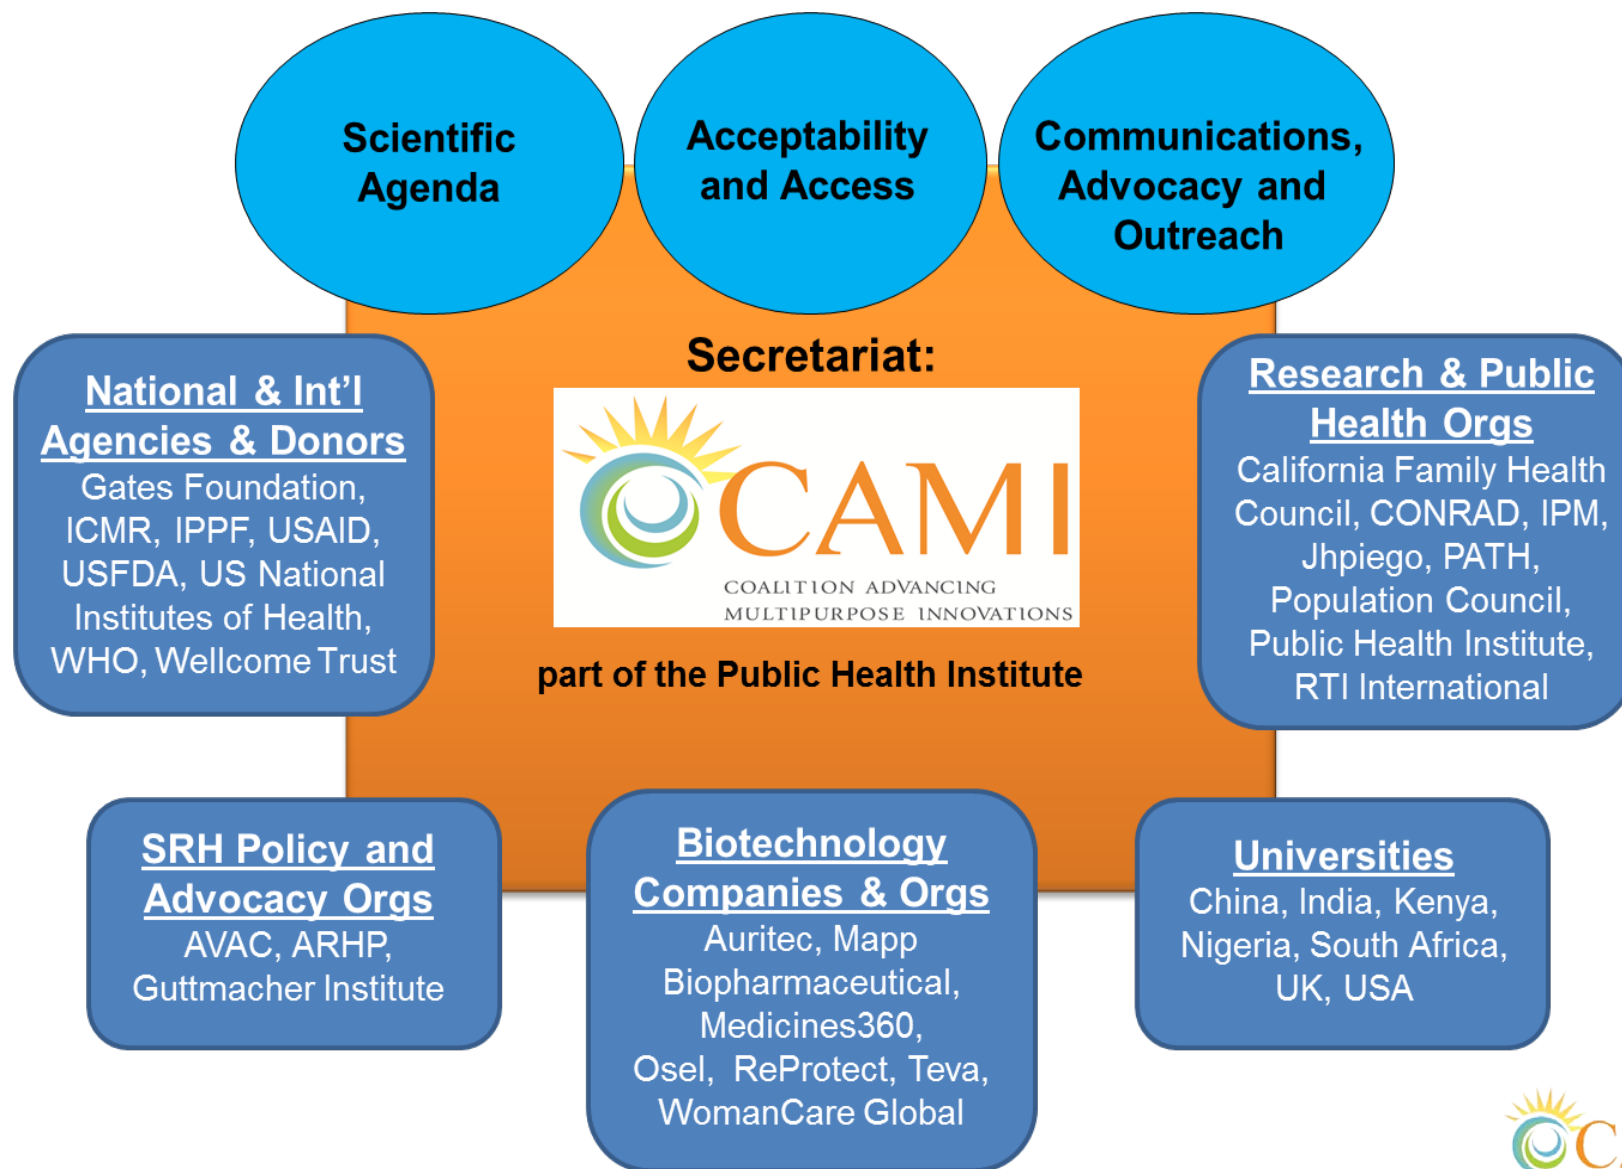 Scientific
Agenda
Acceptability
and Access
Communications,
Advocacy and
Outreach
Secretariat:
CAMI
COALITION ADVANCING
MULTIPURPOSE INNOVATIONS
part of the Public Health Institute
National & Int’l
Agencies & Donors
Gates Foundation,
ICMR, IPPF, USAID,
USFDA, US National
Institutes of Health,
WHO, Wellcome Trust
Research & Public
Health Orgs
California Family Health
Council, CONRAD, IPM,
Jhpiego, PATH,
Population Council,
Public Health Institute,
RTI International
SRH Policy and
Advocacy Orgs
AVAC, ARHP,
Guttmacher Institute
Biotechnology
Companies & Orgs
Auritec, Mapp
Biopharmaceutical,
Medicines360,
Osel, ReProtect, Teva,
WomanCare Global
Universities
China, India, Kenya,
Nigeria, South Africa,
UK, USA
C